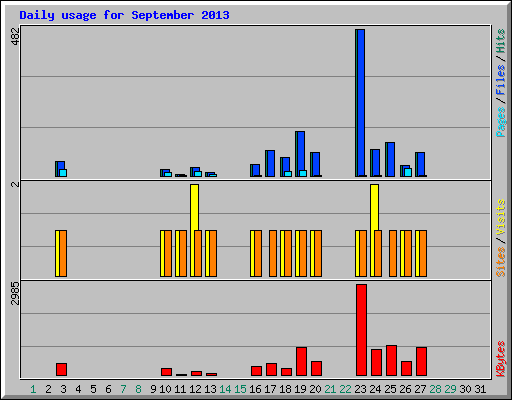 Daily usage for September 2013
482
2
2985
Pages / Files / Hits
Sites / Visits
KBytes
1 2 3 4 5 6 7 8 9 10 11 12 13 14 15 16 17 18 19 20 21 22 23 24 25 26 27 28 29 30 31